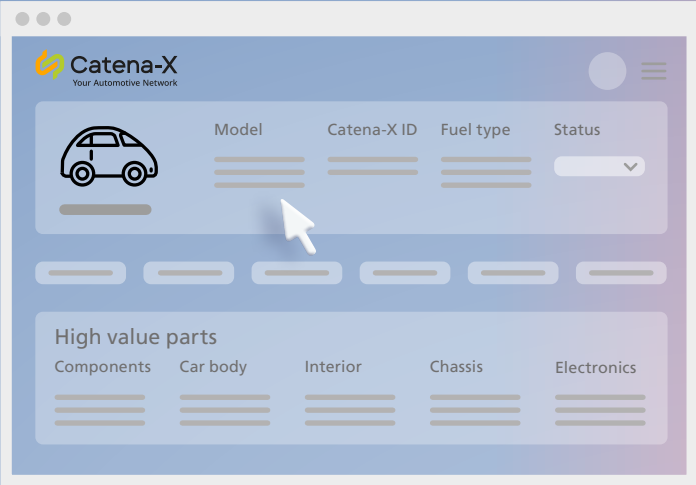 Catena-X
Your Automotive Network
Model Catena-X ID Fuel type Status
High value parts
Components Car body Interior Chassis Electronics